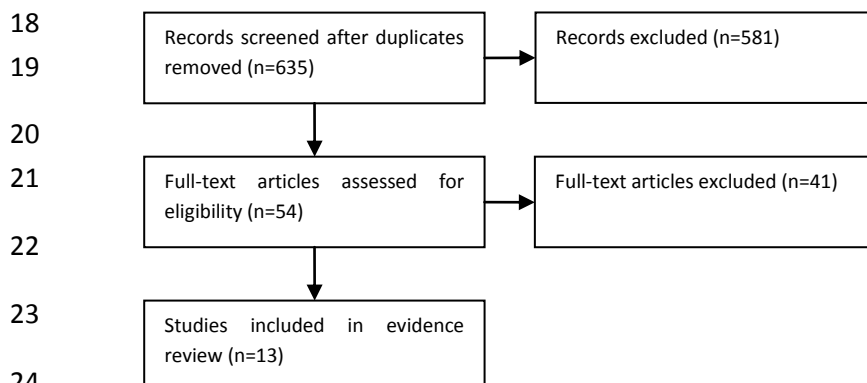 18
Records screened after duplicates
removed (n=635)
Records excluded (n=581)
19
20
21
Full-text articles assessed for
eligibility (n=54)
Full-text articles excluded (n=41)
22
23
Studies included in evidence
review (n=13)
24